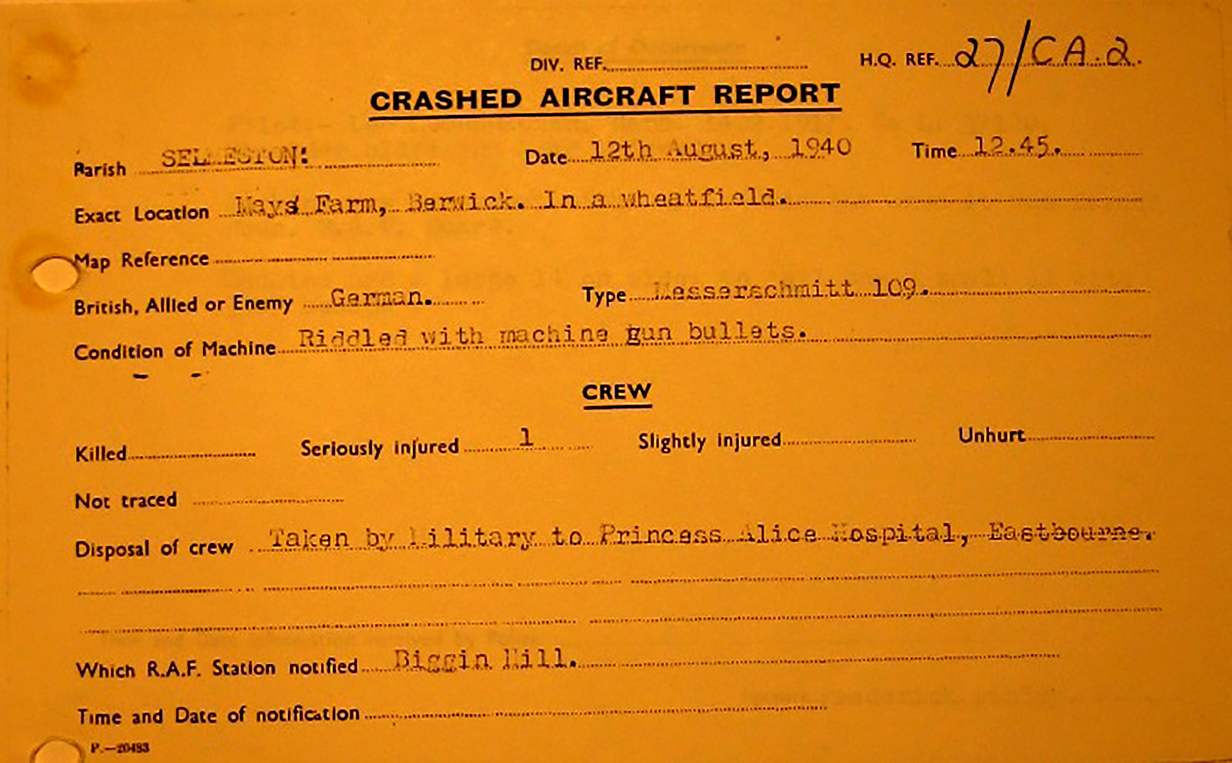 DIV. REF. H.Q. REF. 27/CA.2.
CRASHED AIRCRAFT REPORT
Parish SELMESTON: Date 12th August, 1940 Time 12.45.
Exact Location Mays Farm, Berwick. In a wheatfield.
Map Reference
British, Allied or Enemy German. Type Messerschmitt 109.
Condition of Machine Riddled with machine gun bullets.
CREW
Killed Seriously injured 1 Slightly injured Unhurt
Not traced
Disposal of crew Taken by Military to Princess Alice Hospital, Eastbourne.
Which R.A.F. Station notified Biggin Hill.
Time and Date of notification
P.—20483